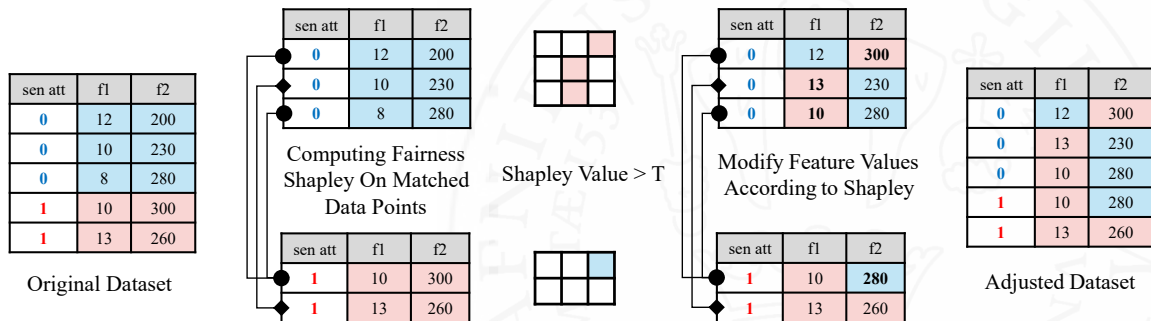 sen att f1 f2
0 12 200
0 10 230
0 8 280
1 10 300
1 13 260
Original Dataset
sen att f1 f2
0 12 200
0 10 230
0 8 280
Computing Fairness
Shapley On Matched
Data Points
sen att f1 f2
1 10 300
1 13 260
Shapley Value > T
sen att f1 f2
0 12 300
0 13 230
0 10 280
Modify Feature Values
According to Shapley
sen att f1 f2
1 10 280
1 13 260
sen att f1 f2
0 12 300
0 13 230
0 10 280
1 10 280
1 13 260
Adjusted Dataset